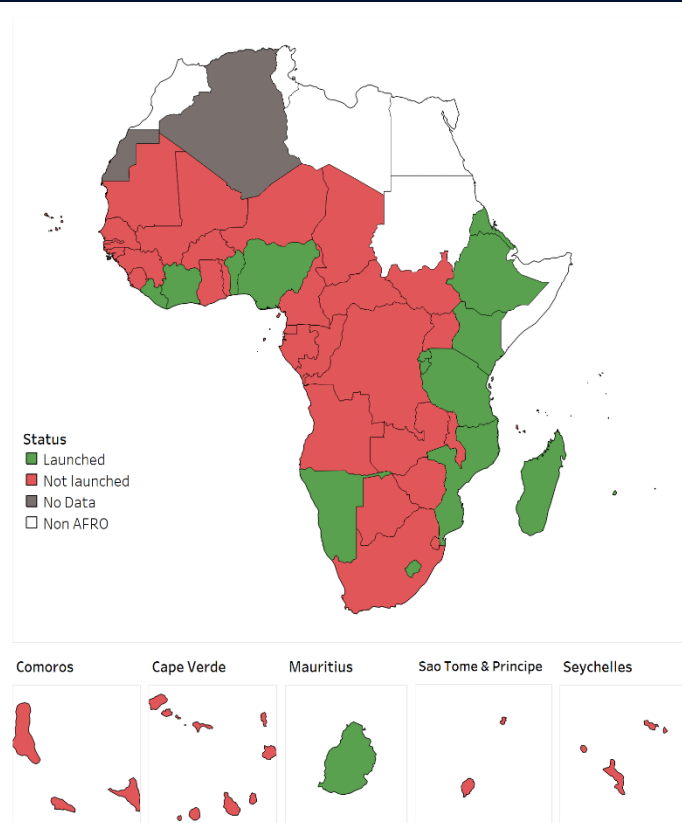 Status
Launched
Not launched
No Data
Non AFRO
Comoros
Cape Verde
Mauritius
Sao Tome & Principe
Seychelles